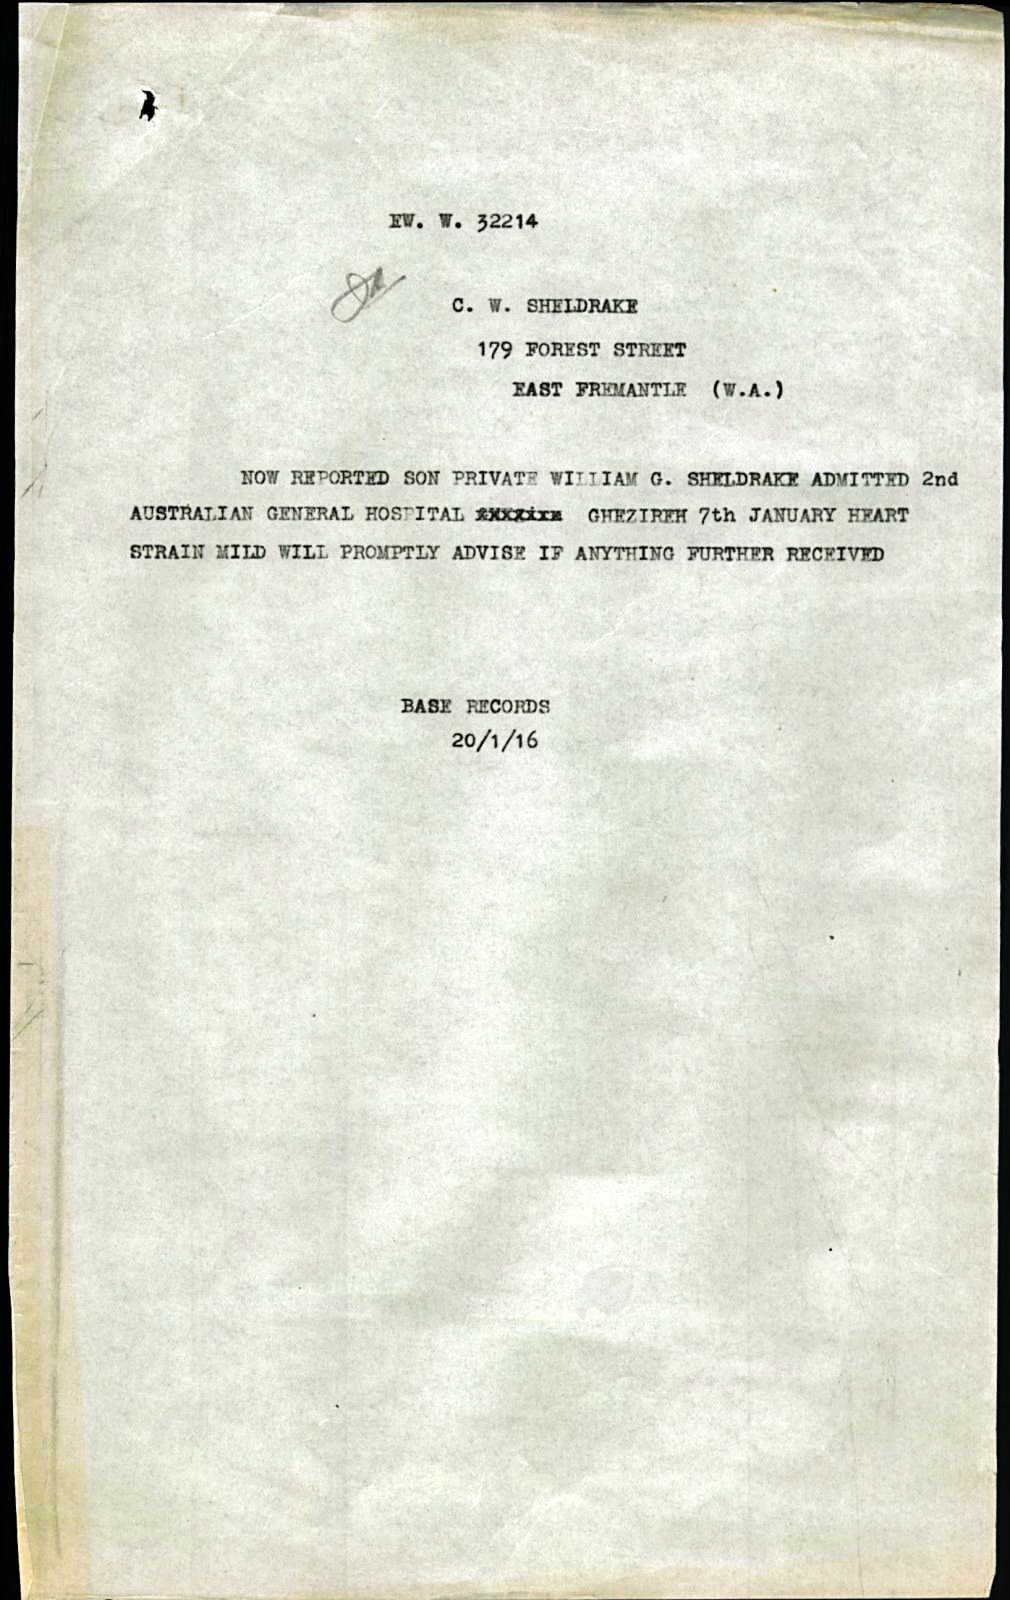 EW. W. 32214
C. W. SHELDRAKE
179 FOREST STREET
EAST FREMANTLE (W.A.)
NOW REPORTED SON PRIVATE WILLIAM G. SHELDRAKE ADMITTED 2nd
AUSTRALIAN GENERAL HOSPITAL GHEZIREH 7th JANUARY HEART
STRAIN MILD WILL PROMPTLY ADVISE IF ANYTHING FURTHER RECEIVED
BASE RECORDS
20/1/16